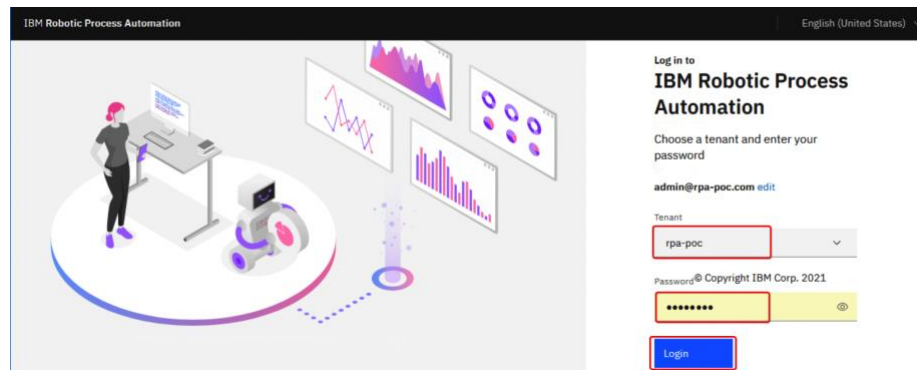 IBM Robotic Process Automation
English (United States)
Log in to
IBM Robotic Process
Automation
Choose a tenant and enter your
password
admin@rpa-poc.com edit
Tenant
rpa-poc
Password © Copyright IBM Corp. 2021
••••••••
Login